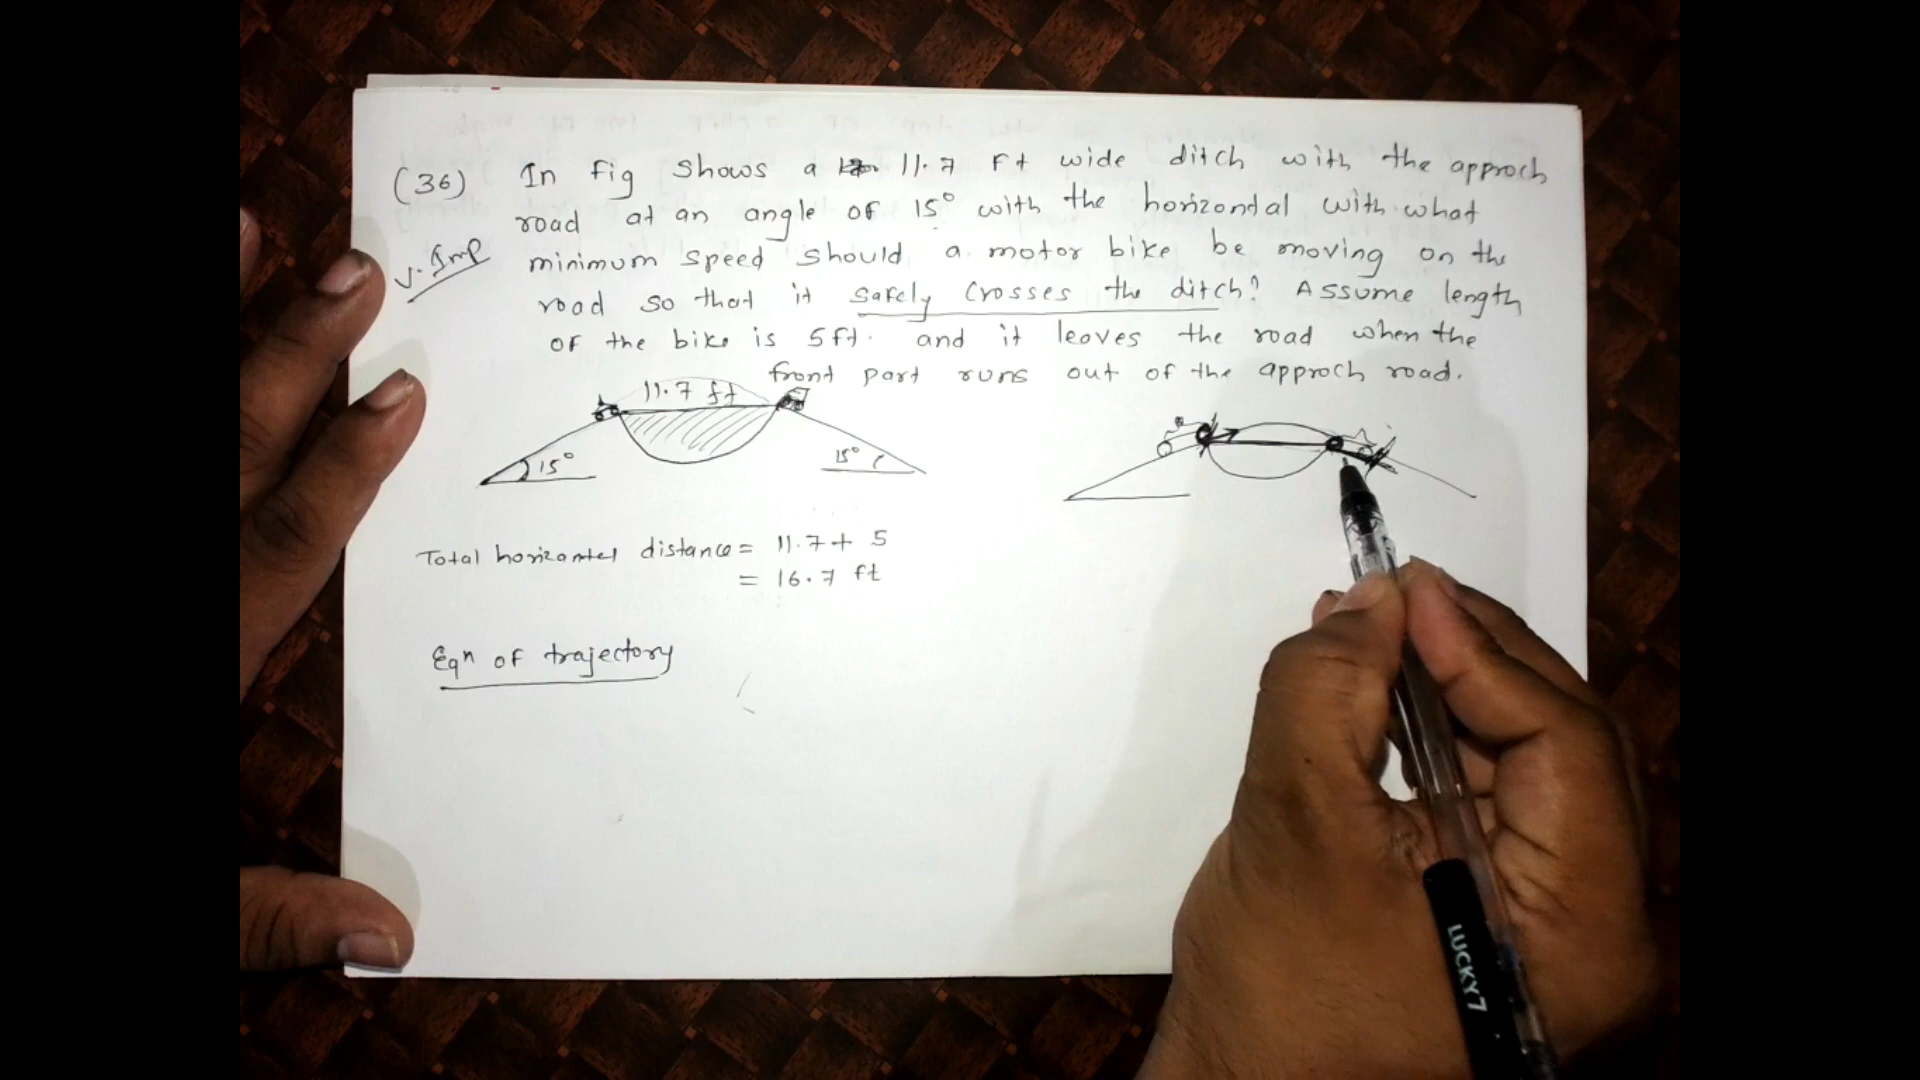 (36) In fig shows a 11.7 Ft wide ditch with the approch
road at an angle of 15° with the horizontal with what
v. Imp
minimum speed should a motor bike be moving on the
road so that it safely crosses the ditch? Assume length
of the bike is 5ft. and it leaves the road when the
front part runs out of the approch road.
11.7 ft
15°
15°
Total horizontel distance = 11.7 + 5
= 16.7 ft
Eqn of trajectory
LUCKY7